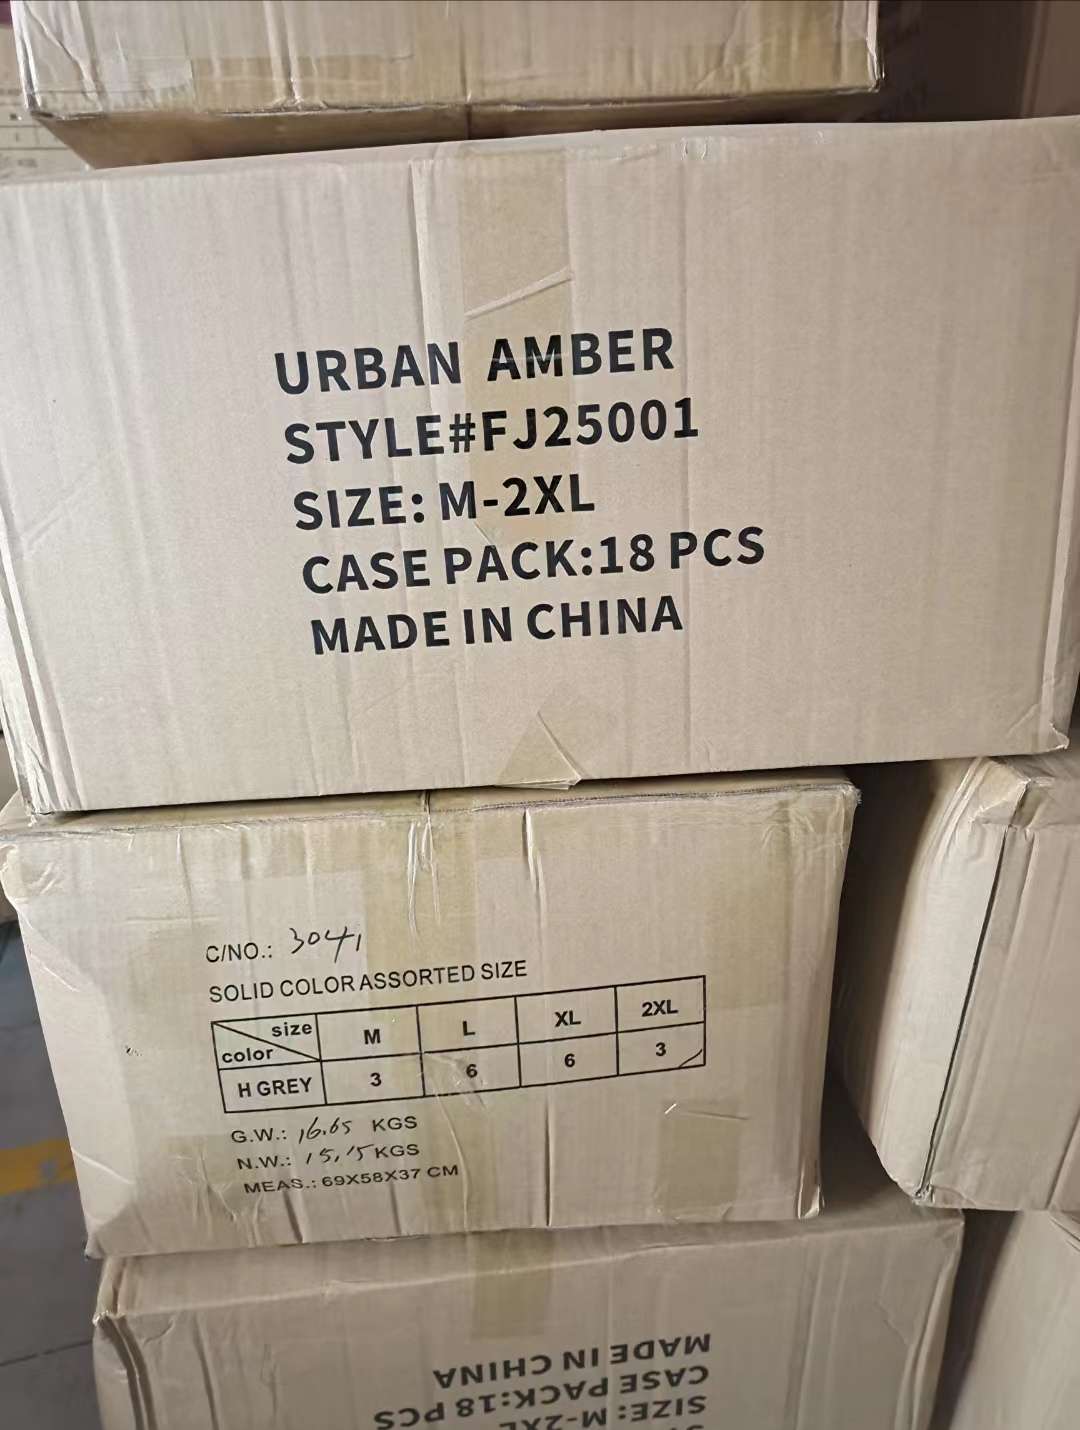 URBAN AMBER
STYLE#FJ25001
SIZE: M-2XL
CASE PACK:18 PCS
MADE IN CHINA
C/NO.: 3041
SOLID COLOR ASSORTED SIZE
size color M L XL 2XL
H GREY 3 6 6 3
G.W.: 16.65 KGS
N.W.: 15.15 KGS
MEAS.: 69X58X37 CM
SIZE: M-2XL
CASE PACK:18 PCS
MADE IN CHINA